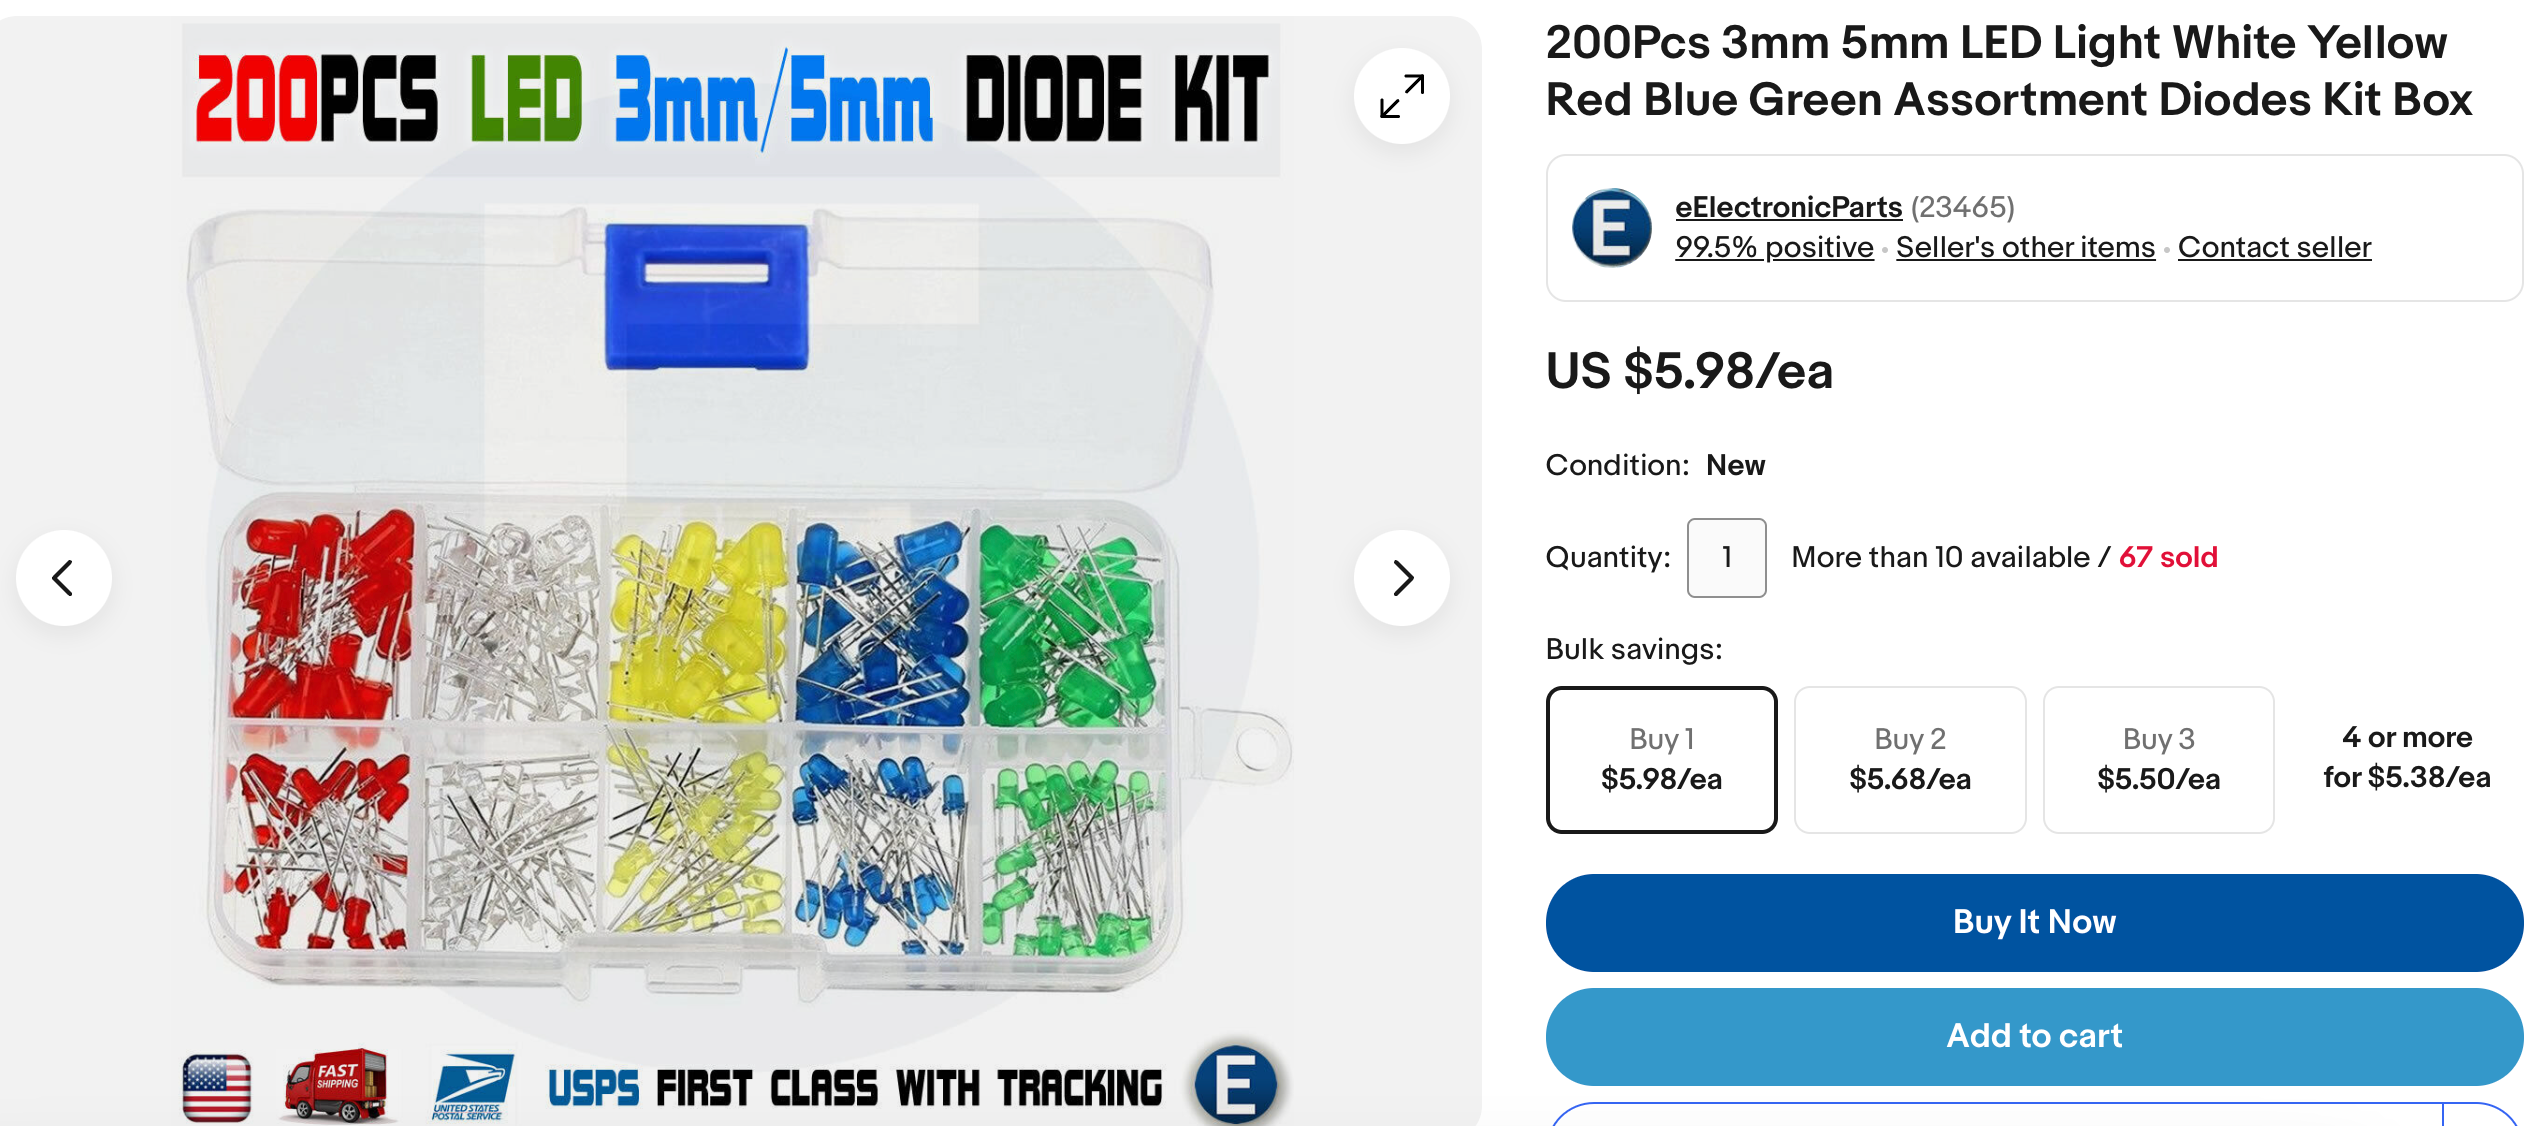 200PCS LED 3mm/5mm DIODE KIT
FAST
SHIPPING
UNITED STATES
POSTAL SERVICE
USPS FIRST CLASS WITH TRACKING
E
200Pcs 3mm 5mm LED Light White Yellow
Red Blue Green Assortment Diodes Kit Box
E
eElectronicParts (23465)
99.5% positive • Seller's other items • Contact seller
US $5.98/ea
Condition: New
Quantity: 1 More than 10 available / 67 sold
Bulk savings:
Buy 1
$5.98/ea
Buy 2
$5.68/ea
Buy 3
$5.50/ea
4 or more
for $5.38/ea
Buy It Now
Add to cart